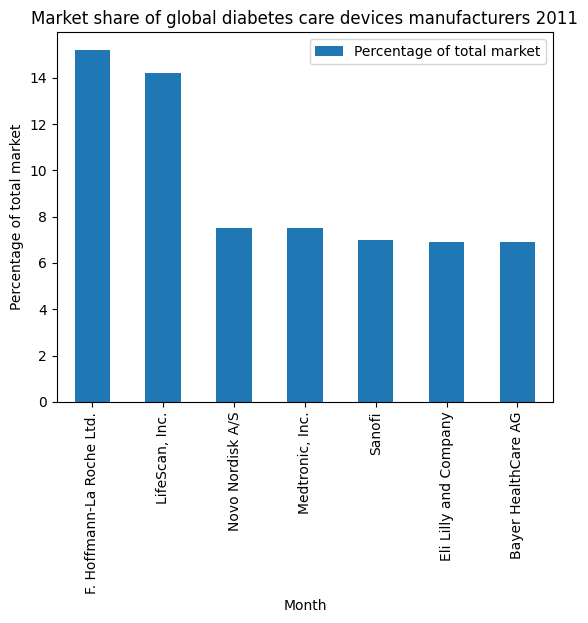 Market share of global diabetes care devices manufacturers 2011
Percentage of total market
Percentage of total market
14
12
10
8
6
4
2
0
F. Hoffmann-La Roche Ltd.
LifeScan, Inc.
Novo Nordisk A/S
Medtronic, Inc.
Sanofi
Eli Lilly and Company
Bayer HealthCare AG
Month